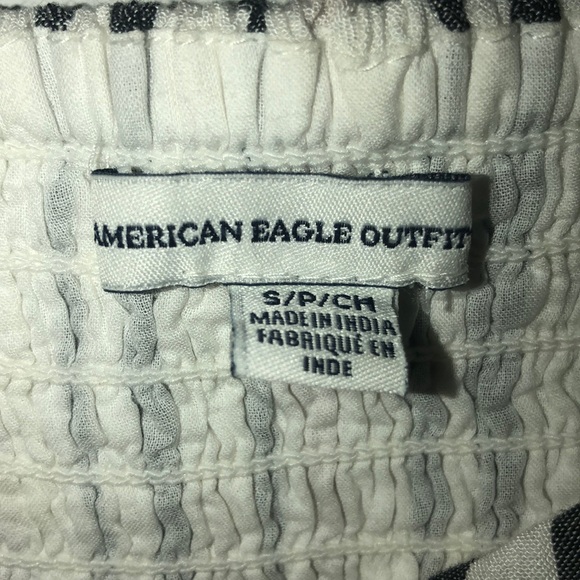 AMERICAN EAGLE OUTFIT
S/P/CH
MADE IN INDIA
FABRIQUÉ EN
INDE